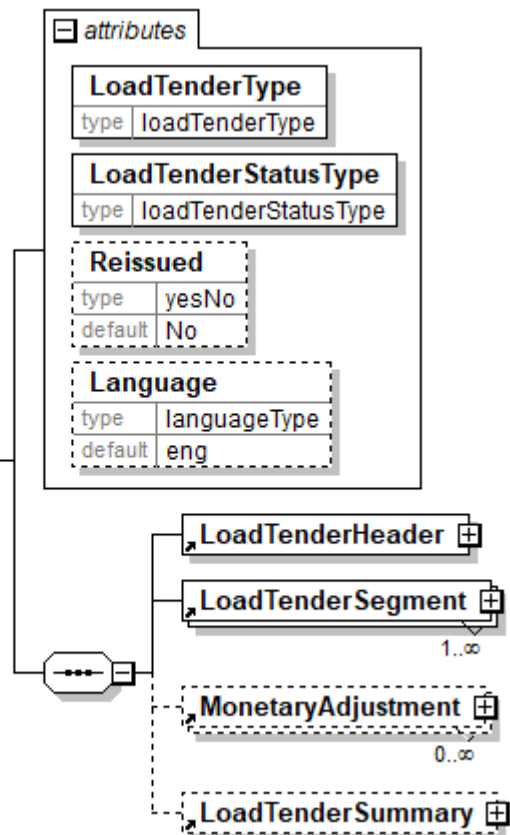 attributes
LoadTenderType
type loadTenderType
LoadTenderStatusType
type loadTenderStatusType
Reissued
type yesNo
default No
Language
type languageType
default eng
LoadTenderHeader
LoadTenderSegment
1..∞
MonetaryAdjustment
0..∞
LoadTenderSummary